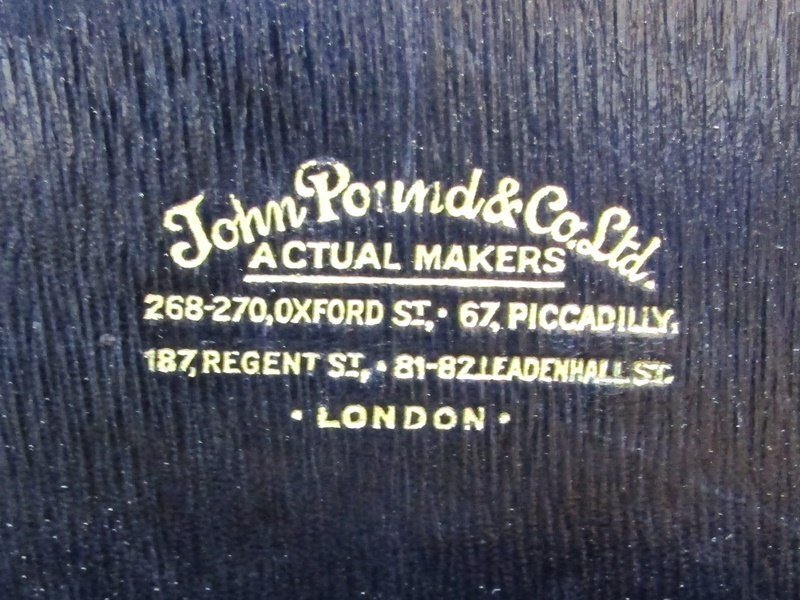 John Pound & Co. Ltd.
ACTUAL MAKERS
268-270, OXFORD ST, • 67, PICCADILLY,
187, REGENT ST, • 81-82 LEADENHALL ST.
• LONDON •